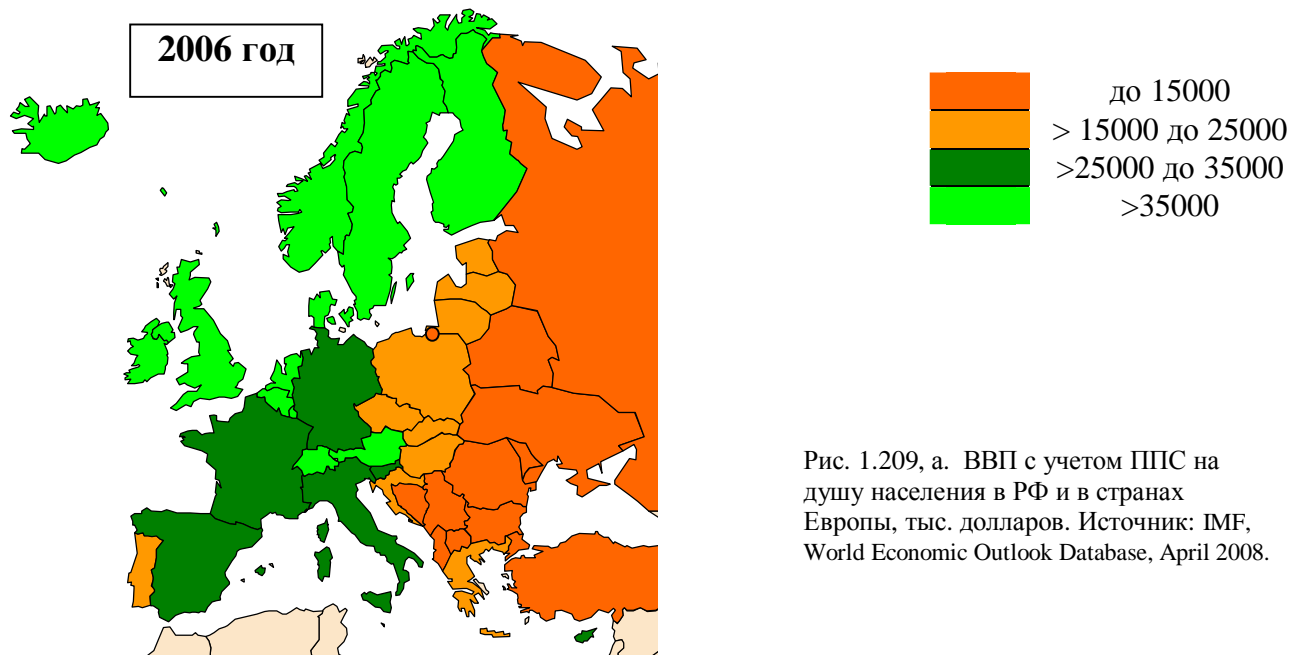 2006 год
до 15000
> 15000 до 25000
>25000 до 35000
>35000
Рис. 1.209, а. ВВП с учетом ППС на
душу населения в РФ и в странах
Европы, тыс. долларов. Источник: IMF,
World Economic Outlook Database, April 2008.